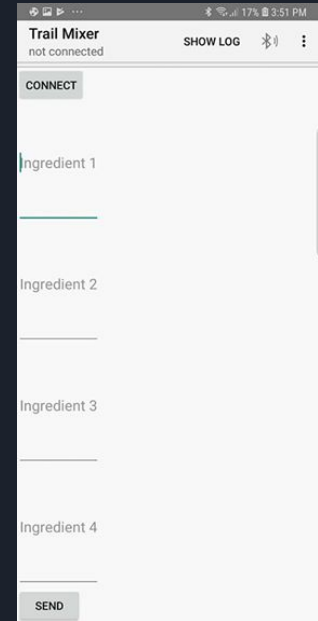 17% 3:51 PM
Trail Mixer
not connected
SHOW LOG
CONNECT
Ingredient 1
Ingredient 2
Ingredient 3
Ingredient 4
SEND